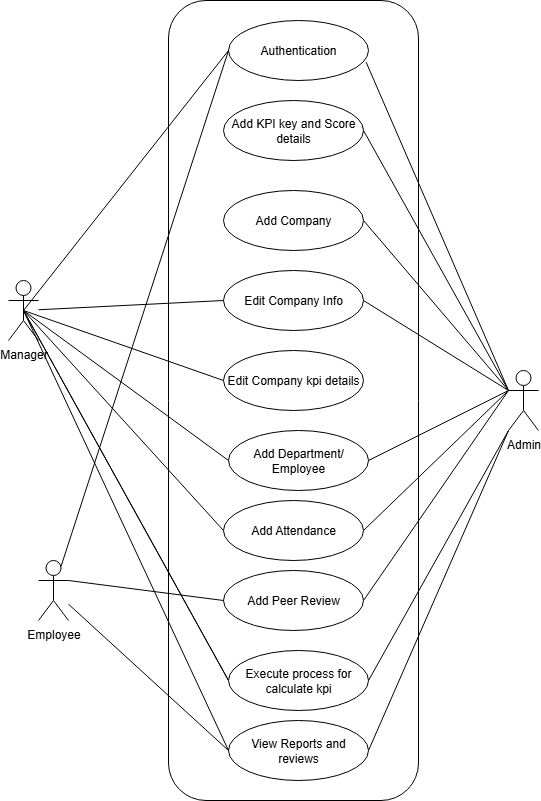 Authentication
Add KPI key and Score
details
Add Company
Edit Company Info
Manager
Edit Company kpi details
Admin
Add Department/
Employee
Add Attendance
Add Peer Review
Employee
Execute process for
calculate kpi
View Reports and
reviews